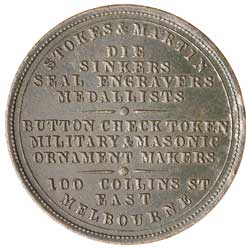 STOKES & MARTIN
DIE
SINKERS
SEAL ENGRAVERS
MEDALLISTS
BUTTON CHECK TOKEN
MILITARY & MASONIC
ORNAMENT MAKERS
100 COLLINS ST
EAST
MELBOURNE